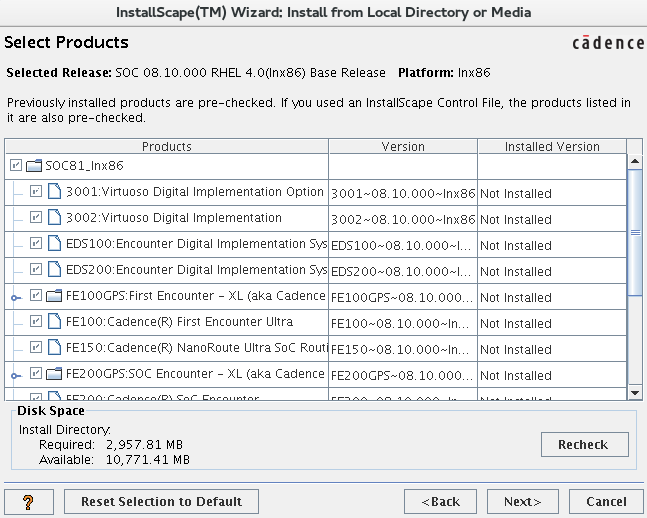 InstallScape(TM) Wizard: Install from Local Directory or Media
Select Products
cādence
Selected Release: SOC 08.10.000 RHEL 4.0(lnx86) Base Release Platform: lnx86
Previously installed products are pre-checked. If you used an InstallScape Control File, the products listed in
it are also pre-checked.
Products Version Installed Version
SOC81_lnx86
3001:Virtuoso Digital Implementation Option 3001~08.10.000~lnx86 Not Installed
3002:Virtuoso Digital Implementation 3002~08.10.000~lnx86 Not Installed
EDS100:Encounter Digital Implementation Sys EDS100~08.10.000~l... Not Installed
EDS200:Encounter Digital Implementation Sys EDS200~08.10.000~l... Not Installed
FE100GPS:First Encounter - XL (aka Cadence FE100GPS~08.10.000... Not Installed
FE100:Cadence(R) First Encounter Ultra FE100~08.10.000~ln... Not Installed
FE150:Cadence(R) NanoRoute Ultra SoC Routi FE150~08.10.000~ln... Not Installed
FE200GPS:SOC Encounter - XL (aka Cadence FE200GPS~08.10.000... Not Installed
FE200:Cadence(R) SoC Encounter FE200~08.10.000~ln... Not Installed
Disk Space
Install Directory:
Required: 2,957.81 MB
Available: 10,771.41 MB
Recheck
? Reset Selection to Default <Back Next> Cancel